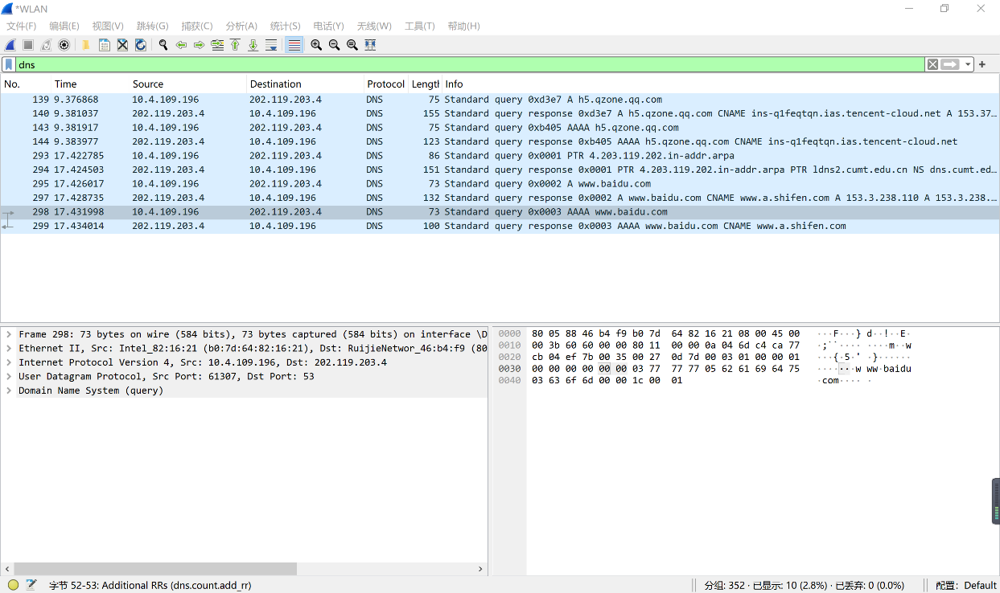 *WLAN
文件(F) 编辑(E) 视图(V) 跳转(G) 捕获(C) 分析(A) 统计(S) 电话(Y) 无线(W) 工具(T) 帮助(H)
dns
No. Time Source Destination Protocol Length Info
139 9.376868 10.4.109.196 202.119.203.4 DNS 75 Standard query 0xd3e7 A h5.qzone.qq.com
140 9.381037 202.119.203.4 10.4.109.196 DNS 155 Standard query response 0xd3e7 A h5.qzone.qq.com CNAME ins-q1feqtqn.ias.tencent-cloud.net A 153.37…
143 9.381917 10.4.109.196 202.119.203.4 DNS 75 Standard query 0xb405 AAAA h5.qzone.qq.com
144 9.383977 202.119.203.4 10.4.109.196 DNS 123 Standard query response 0xb405 AAAA h5.qzone.qq.com CNAME ins-q1feqtqn.ias.tencent-cloud.net
293 17.422785 10.4.109.196 202.119.203.4 DNS 86 Standard query 0x0001 PTR 4.203.119.202.in-addr.arpa
294 17.424503 202.119.203.4 10.4.109.196 DNS 151 Standard query response 0x0001 PTR 4.203.119.202.in-addr.arpa PTR ldns2.cumt.edu.cn NS dns.cumt.ed…
295 17.426017 10.4.109.196 202.119.203.4 DNS 73 Standard query 0x0002 A www.baidu.com
297 17.428735 202.119.203.4 10.4.109.196 DNS 132 Standard query response 0x0002 A www.baidu.com CNAME www.a.shifen.com A 153.3.238.110 A 153.3.238.…
298 17.431998 10.4.109.196 202.119.203.4 DNS 73 Standard query 0x0003 AAAA www.baidu.com
299 17.434014 202.119.203.4 10.4.109.196 DNS 100 Standard query response 0x0003 AAAA www.baidu.com CNAME www.a.shifen.com
Frame 298: 73 bytes on wire (584 bits), 73 bytes captured (584 bits) on interface \D
Ethernet II, Src: Intel_82:16:21 (b0:7d:64:82:16:21), Dst: RuijieNetwor_46:b4:f9 (80
Internet Protocol Version 4, Src: 10.4.109.196, Dst: 202.119.203.4
User Datagram Protocol, Src Port: 61307, Dst Port: 53
Domain Name System (query)
0000 80 05 88 46 b4 f9 b0 7d 64 82 16 21 08 00 45 00 ···F···} d··!··E·
0010 00 3b 60 60 00 00 80 11 00 00 0a 04 6d c4 ca 77 ·;``···· ····m··w
0020 cb 04 ef 7b 00 35 00 27 0d 7d 00 03 01 00 00 01 ···{·5·' ·}······
0030 00 00 00 00 00 00 03 77 77 77 05 62 61 69 64 75 ·······w ww·baidu
0040 03 63 6f 6d 00 00 1c 00 01 ·com···· ·
字节 52-53: Additional RRs (dns.count.add_rr)
分组: 352 · 已显示: 10 (2.8%) · 已丢弃: 0 (0.0%)
配置: Default